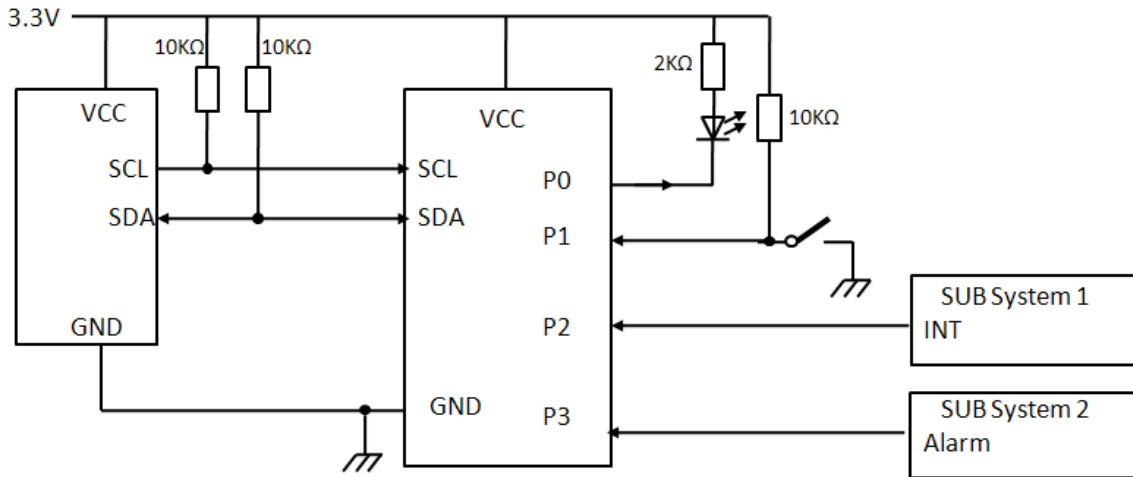 3.3V
10KΩ
10KΩ
2KΩ
10KΩ
VCC
SCL
SDA
GND
VCC
SCL
SDA
GND
P0
P1
P2
P3
SUB System 1
INT
SUB System 2
Alarm